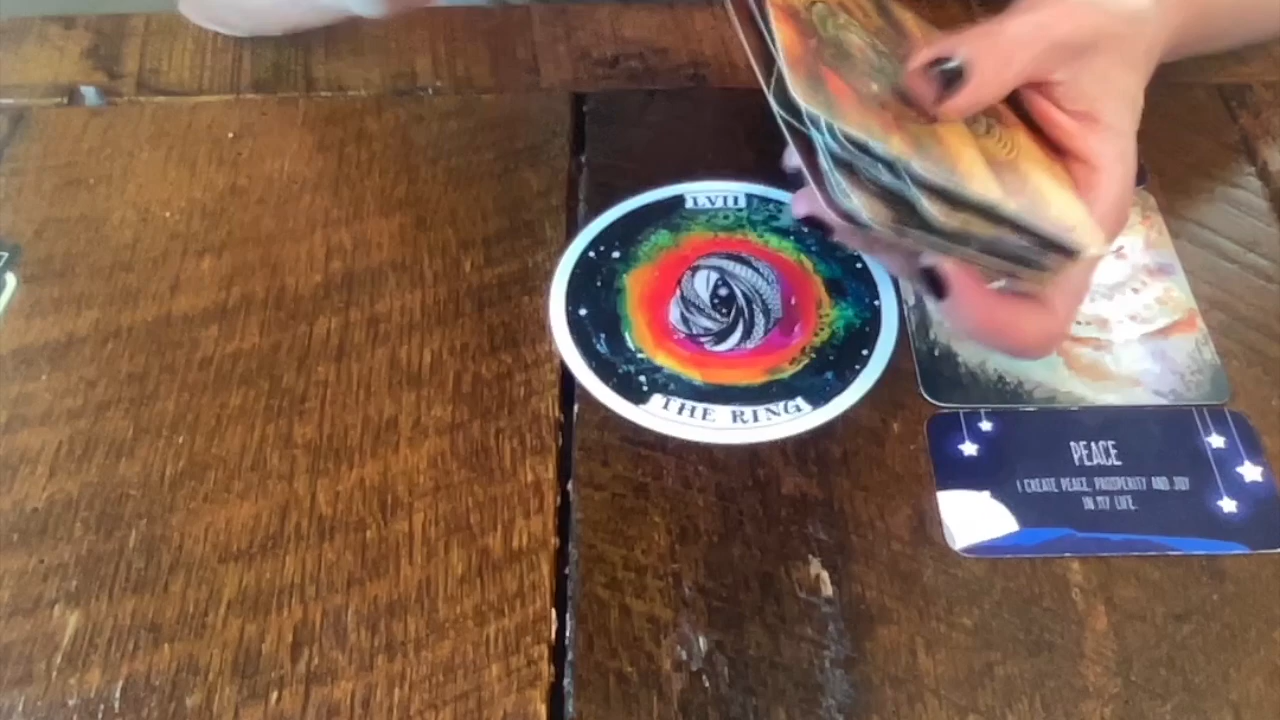 LVII
THE RING
PEACE
I CREATE PEACE, PROSPERITY AND JOY
IN MY LIFE.